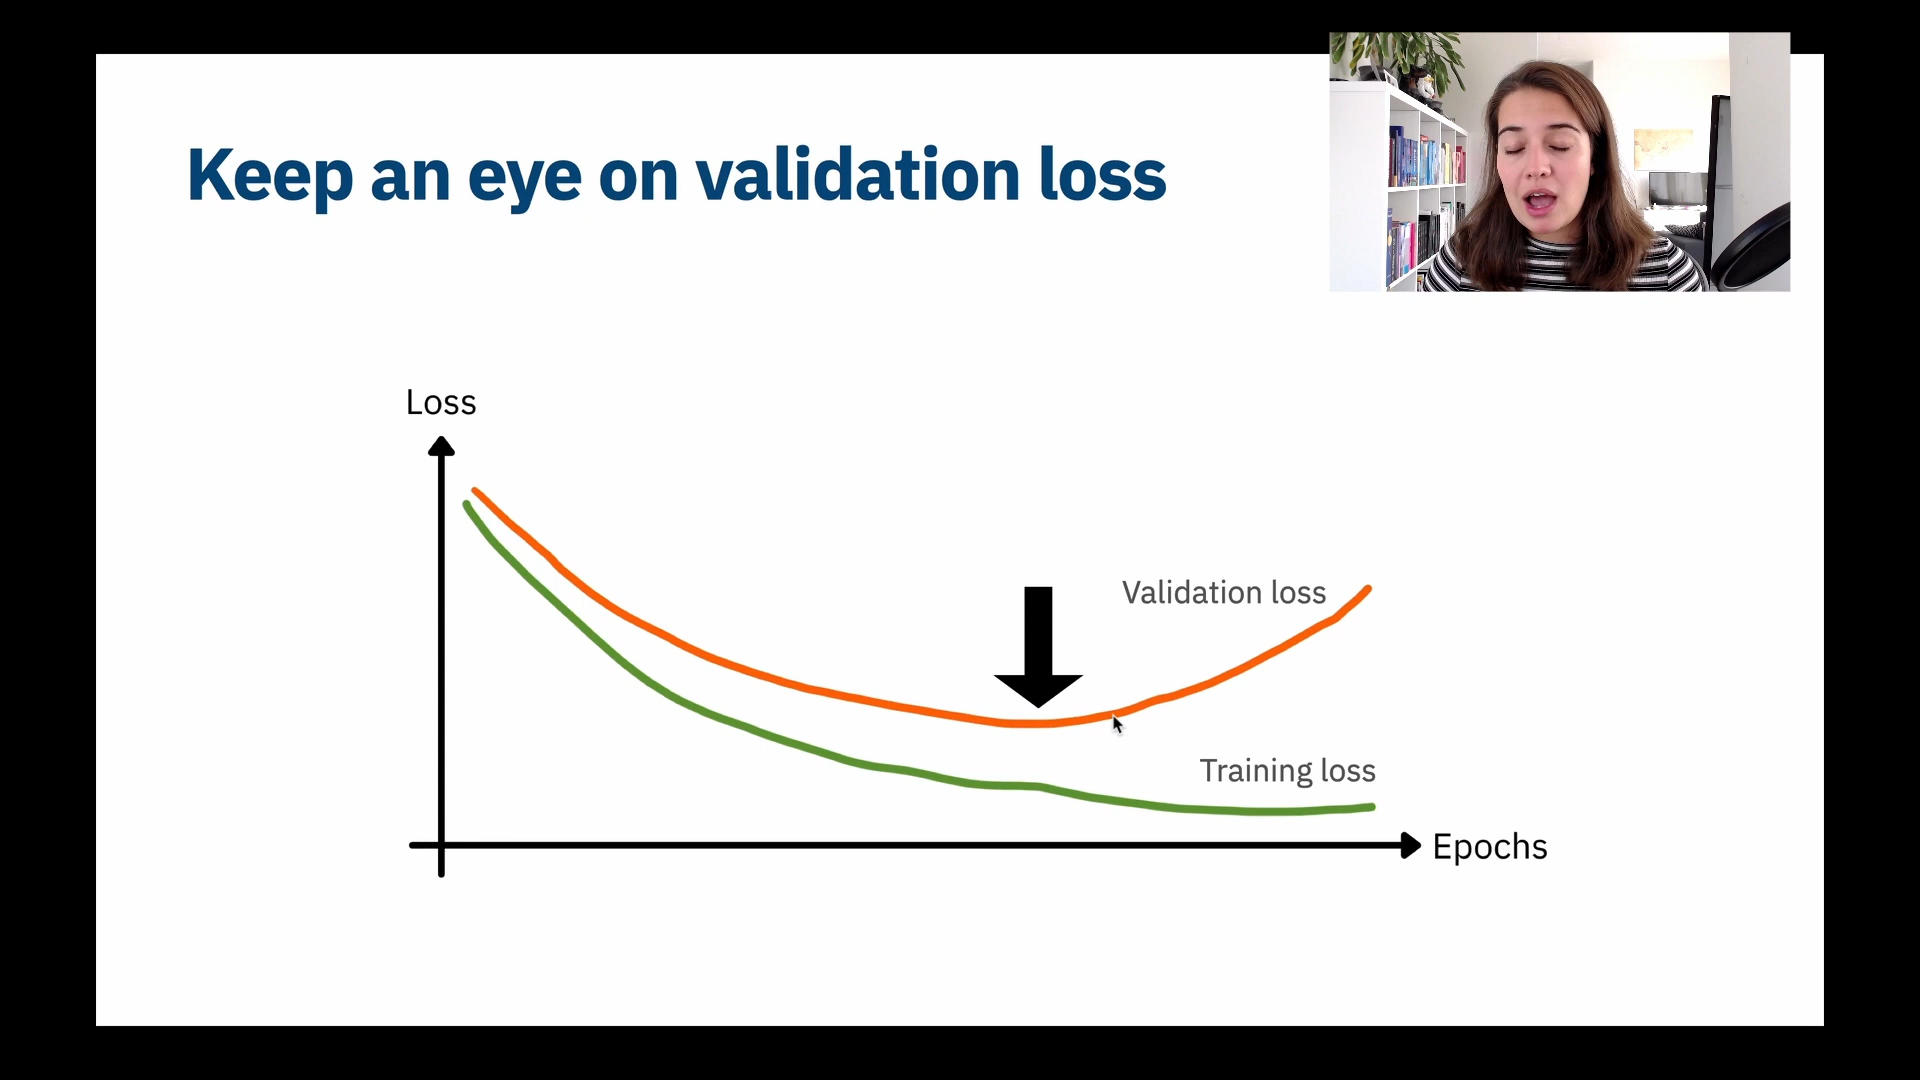 Keep an eye on validation loss
Loss
Validation loss
Training loss
Epochs